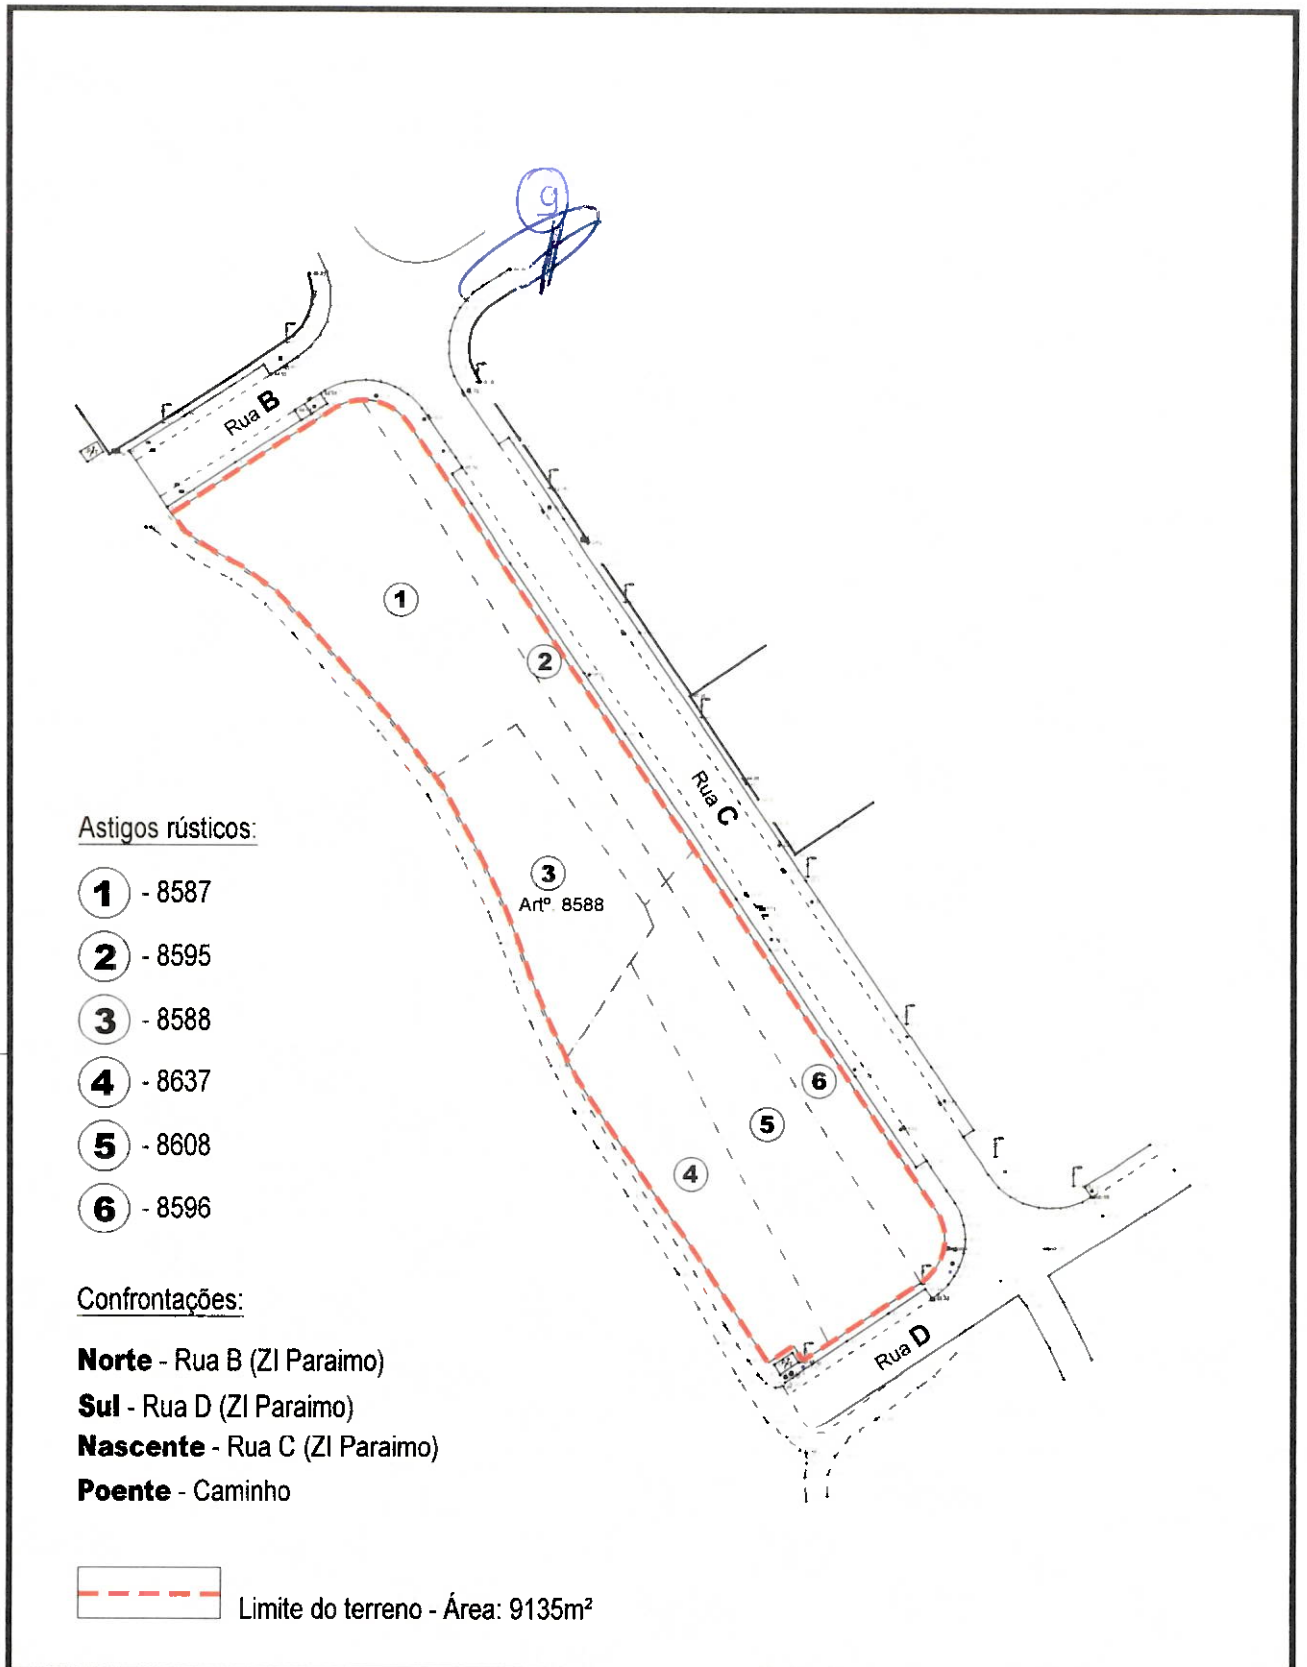 9
Rua B
1
2
Rua C
3
Artº. 8588
6
5
4
Rua D
Astigos rústicos:
1 - 8587
2 - 8595
3 - 8588
4 - 8637
5 - 8608
6 - 8596
Confrontações:
Norte - Rua B (ZI Paraimo)
Sul - Rua D (ZI Paraimo)
Nascente - Rua C (ZI Paraimo)
Poente - Caminho
Limite do terreno - Área: 9135m²